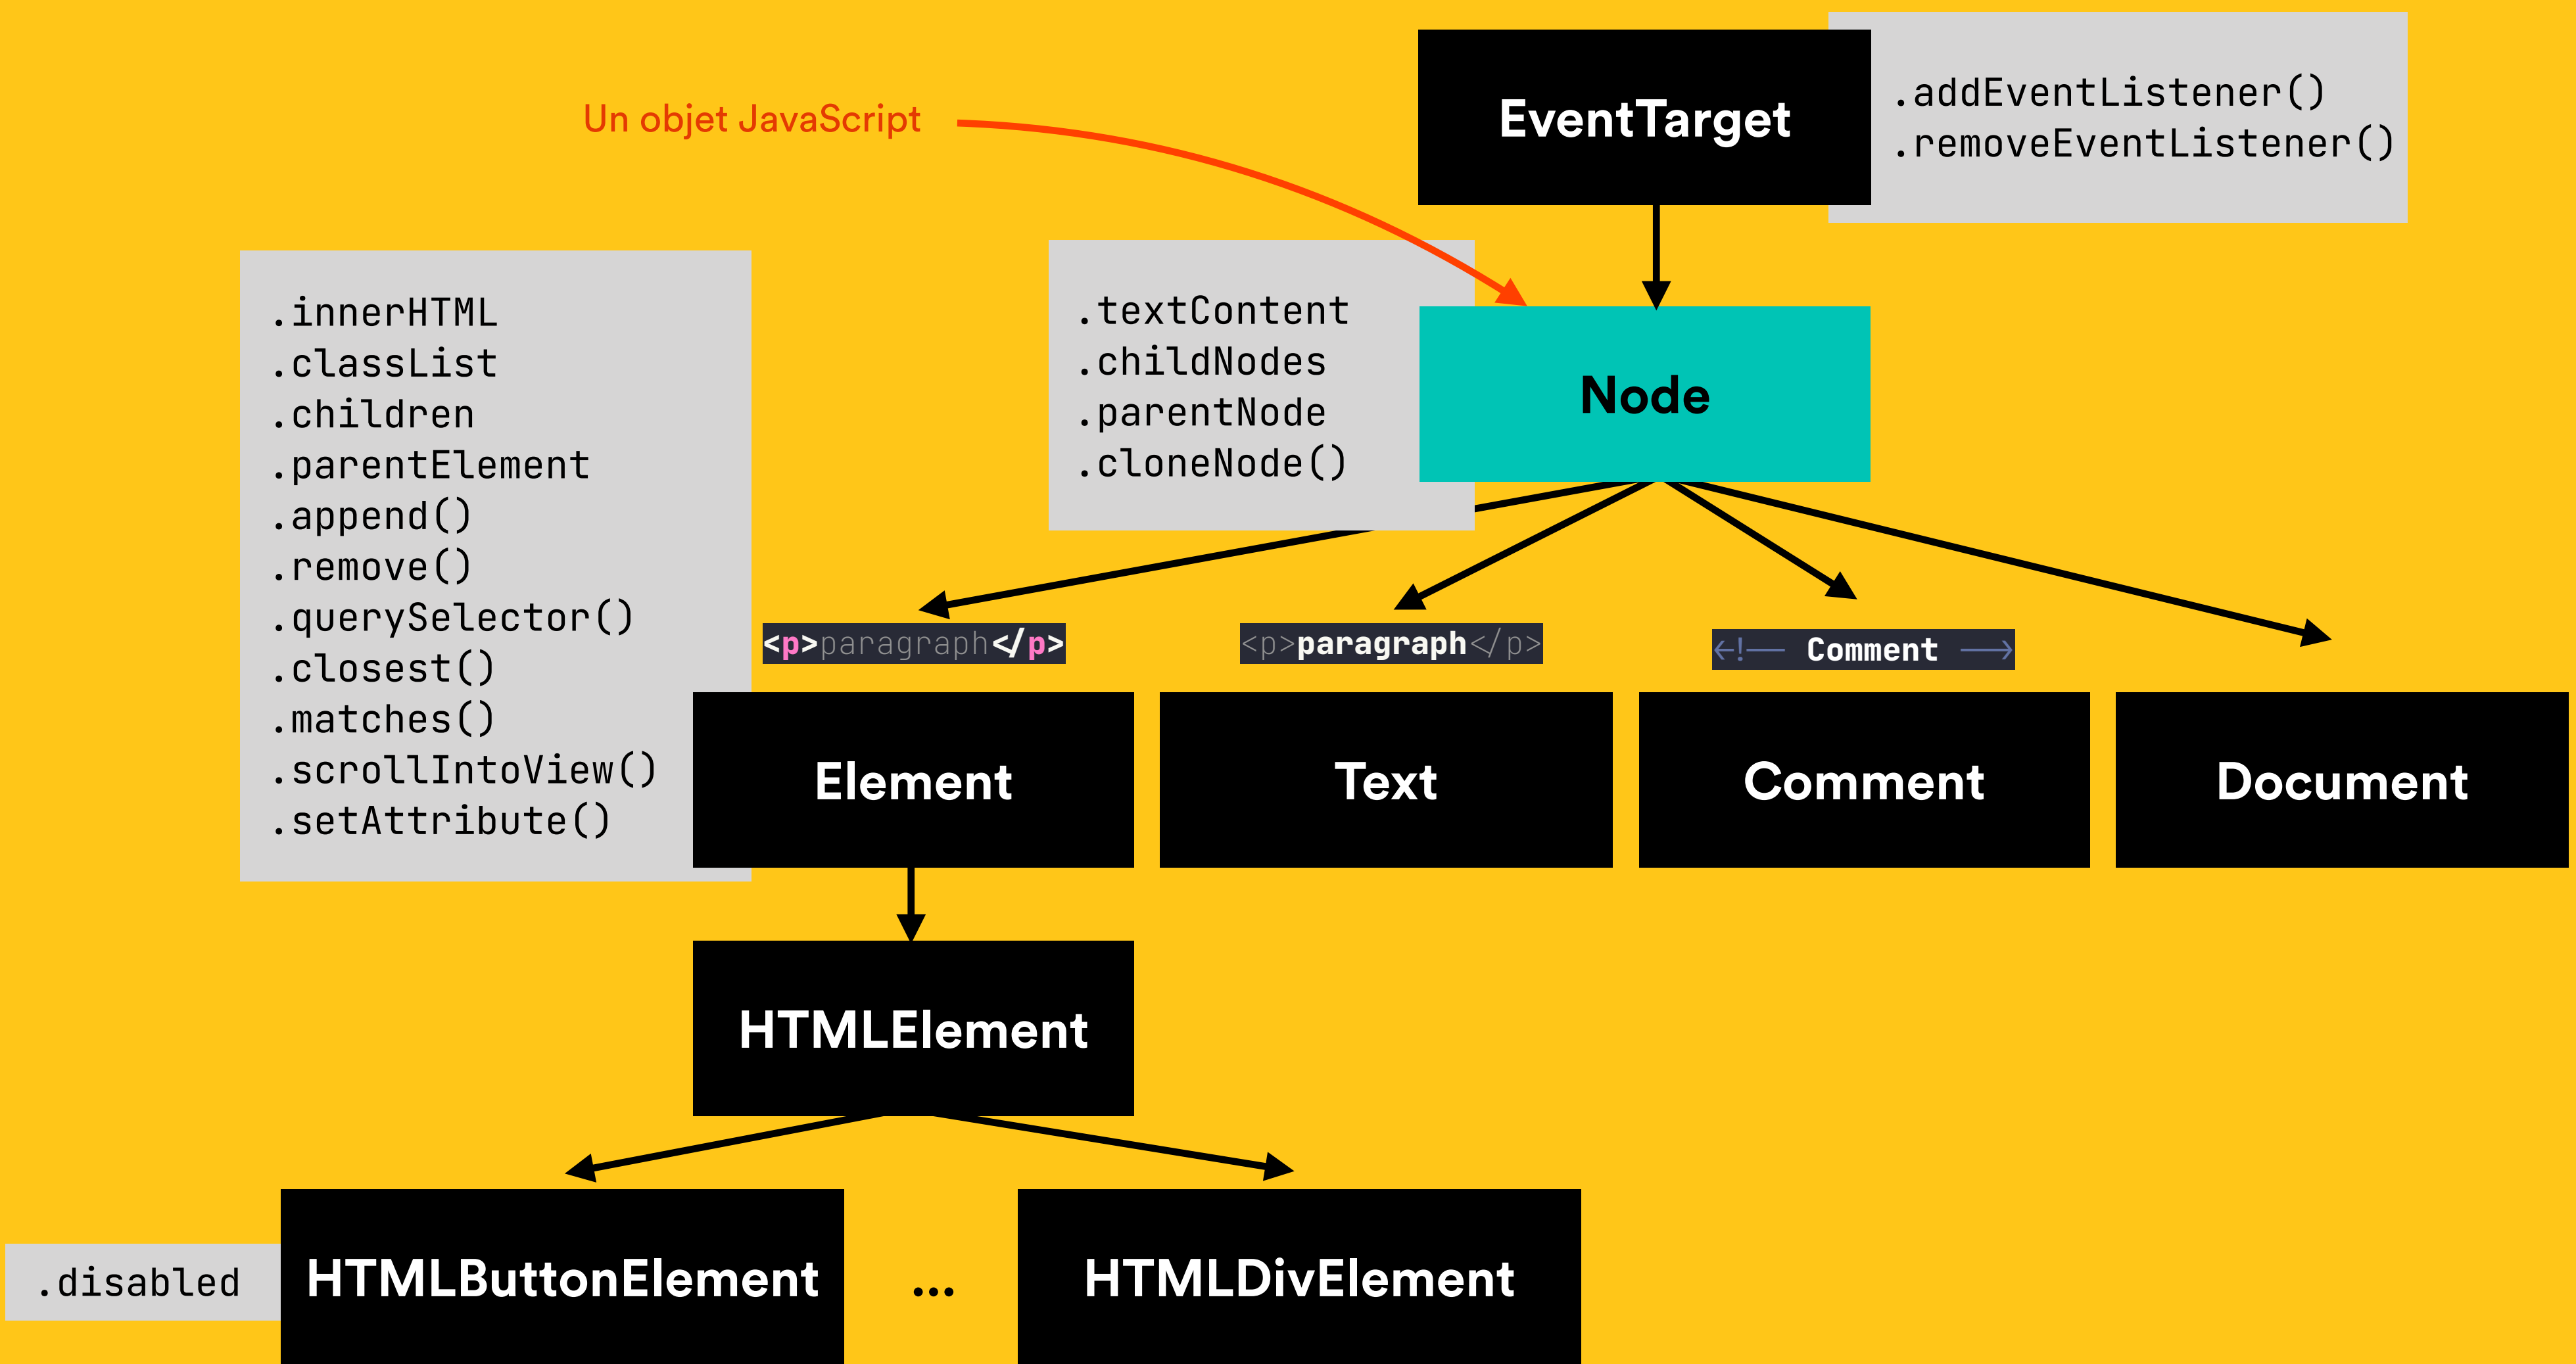 EventTarget
.addEventListener()
.removeEventListener()
Un objet JavaScript
.textContent
.childNodes
.parentNode
.cloneNode()
Node
.innerHTML
.classList
.children
.parentElement
.append()
.remove()
.querySelector()
.closest()
.matches()
.scrollIntoView()
.setAttribute()
<p>paragraph</p>
<p>paragraph</p>
<!-- Comment -->
Element
Text
Comment
Document
HTMLElement
.disabled
HTMLButtonElement
...
HTMLDivElement